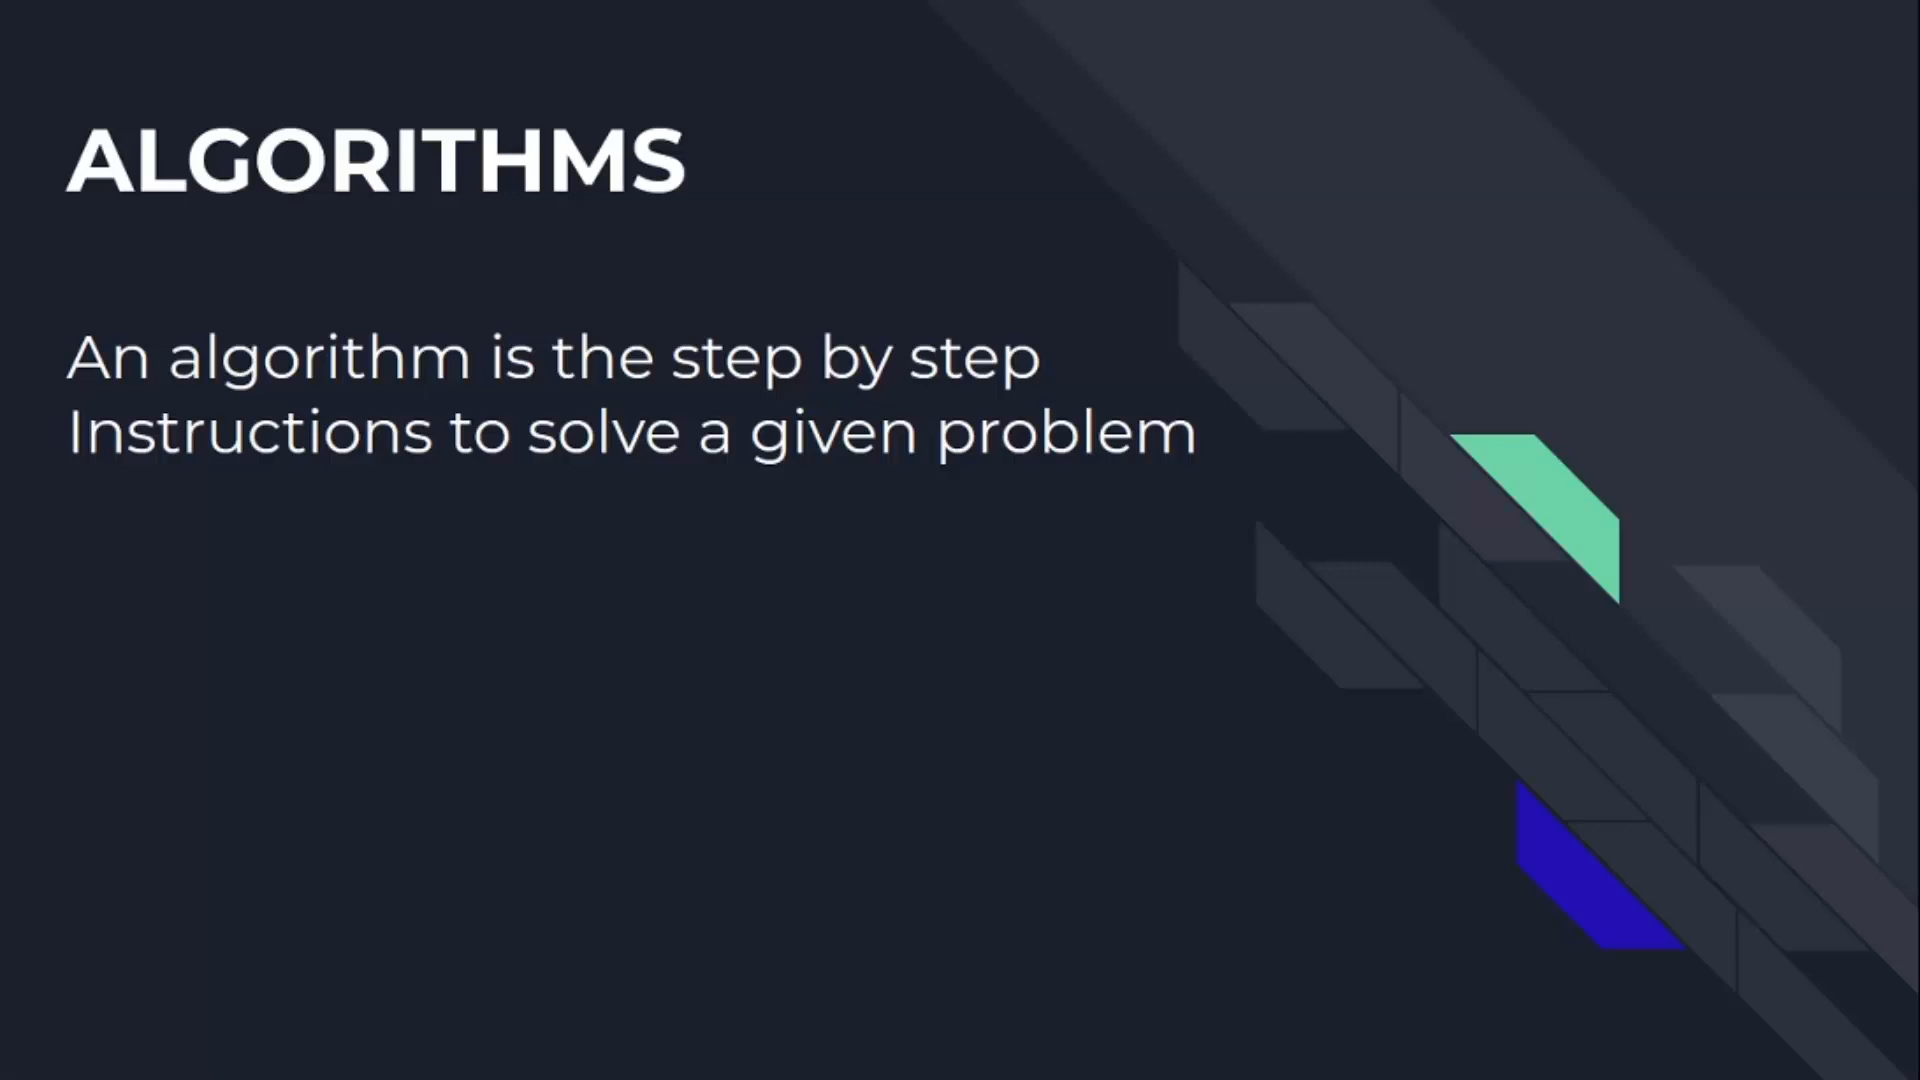 ALGORITHMS
An algorithm is the step by step
Instructions to solve a given problem